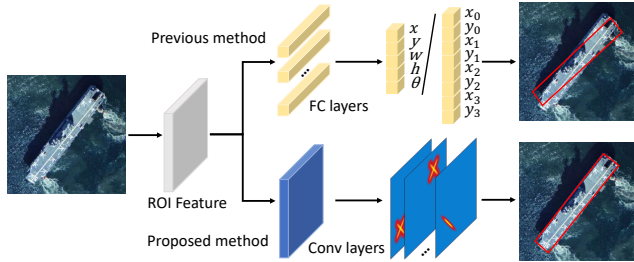 Previous method
...
FC layers
x
y
w
h
θ
x₀
y₀
x₁
y₁
x₂
y₂
x₃
y₃
ROI Feature
Proposed method
Conv layers
...